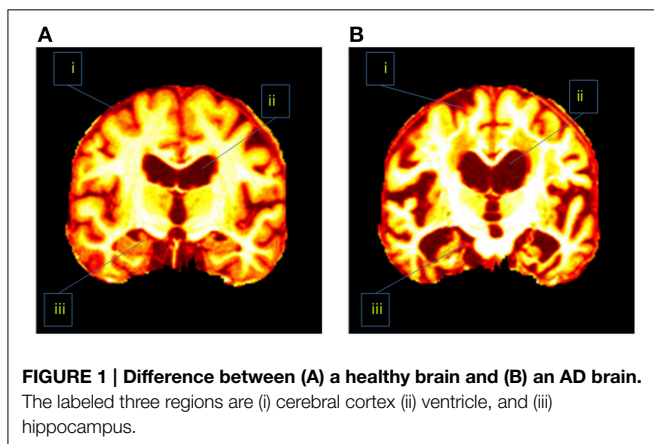 A
B
i
ii
iii
i
ii
iii
FIGURE 1 | Difference between (A) a healthy brain and (B) an AD brain.
The labeled three regions are (i) cerebral cortex (ii) ventricle, and (iii)
hippocampus.